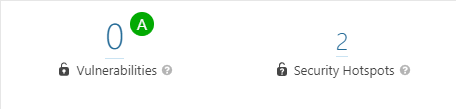 0 A
2
Vulnerabilities ?
Security Hotspots ?